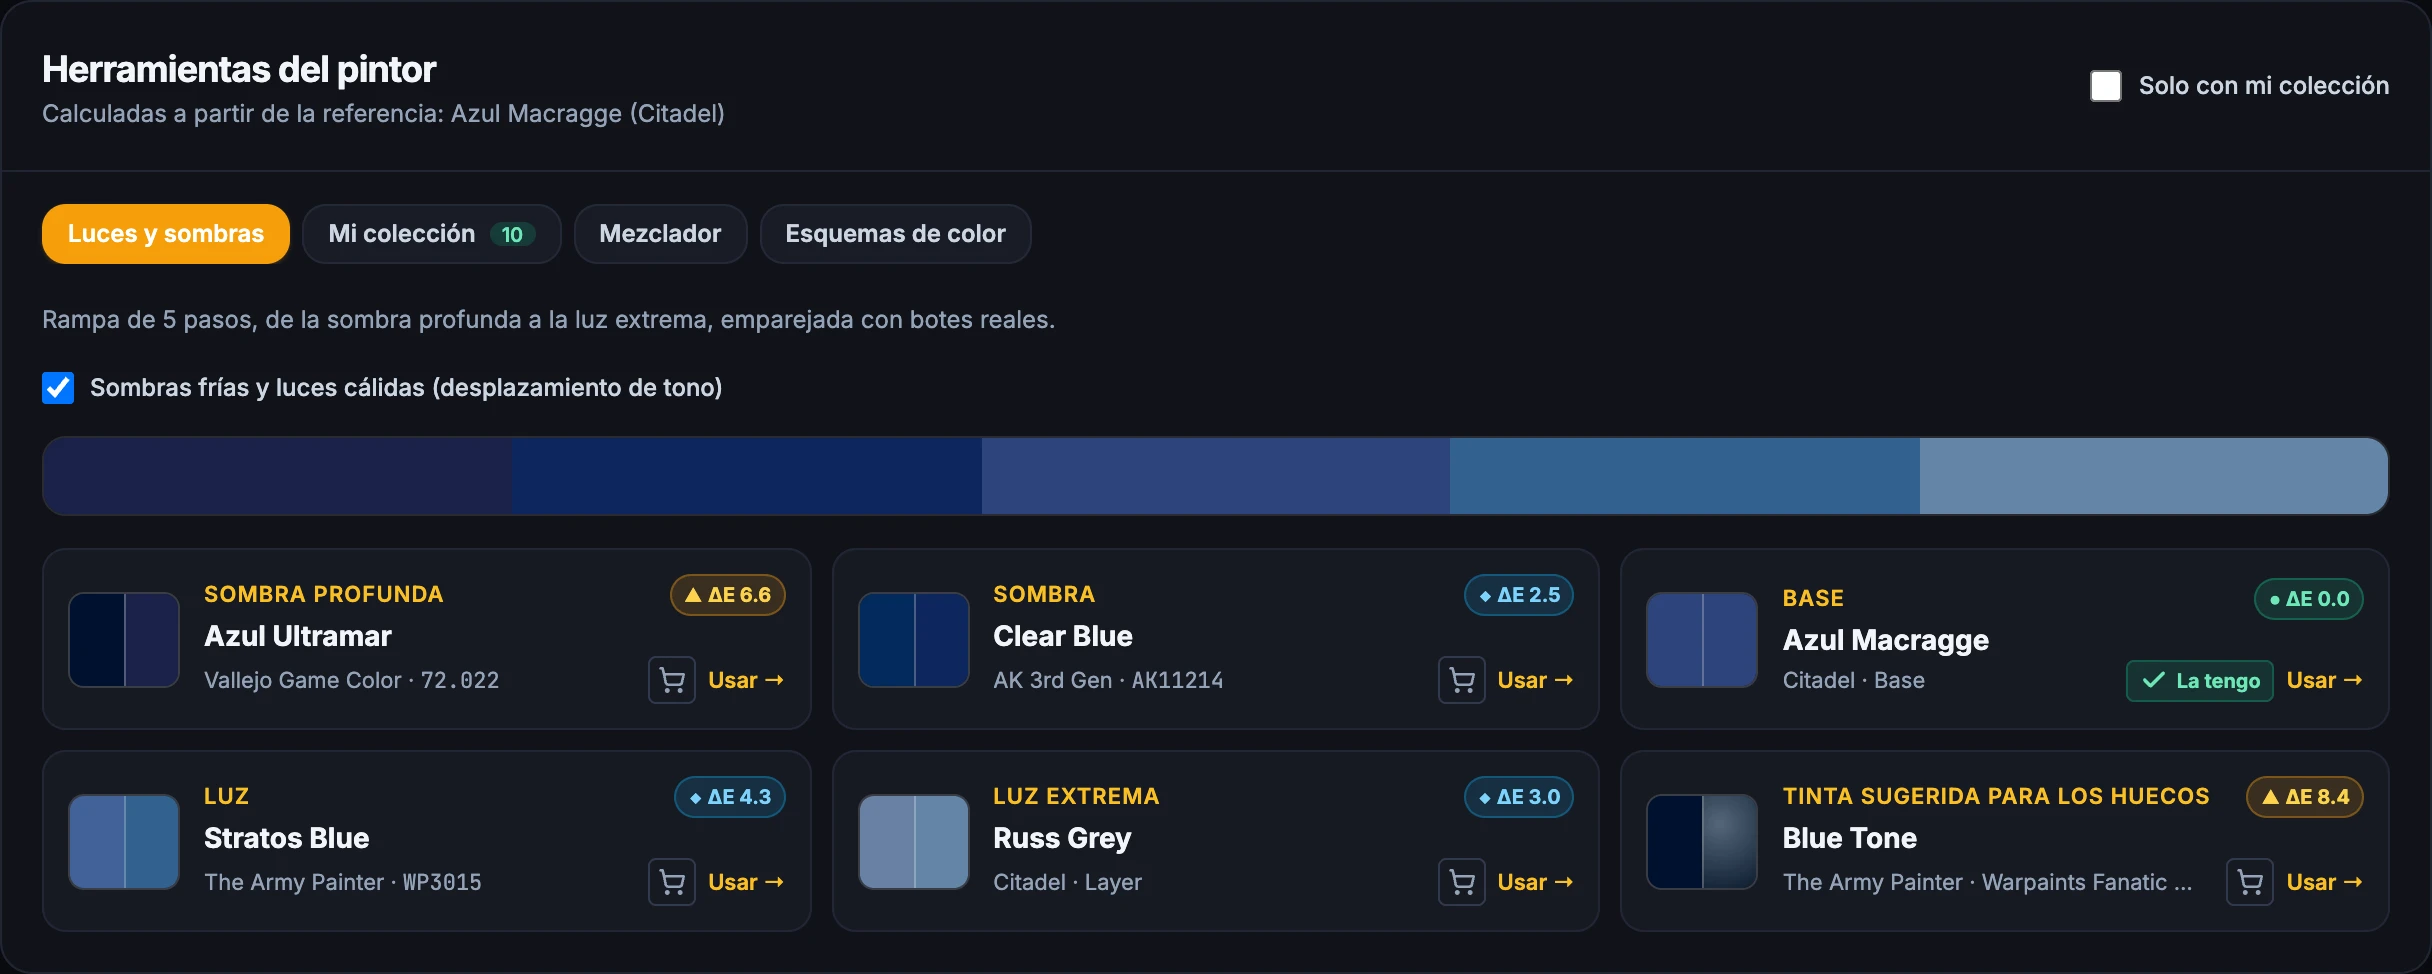 Herramientas del pintor
Calculadas a partir de la referencia: Azul Macragge (Citadel)
Solo con mi colección
Luces y sombras
Mi colección 10
Mezclador
Esquemas de color
Rampa de 5 pasos, de la sombra profunda a la luz extrema, emparejada con botes reales.
Sombras frías y luces cálidas (desplazamiento de tono)
SOMBRA PROFUNDA
▲ ΔE 6.6
Azul Ultramar
Vallejo Game Color · 72.022
Usar →
SOMBRA
◆ ΔE 2.5
Clear Blue
AK 3rd Gen · AK11214
Usar →
BASE
● ΔE 0.0
Azul Macragge
Citadel · Base
✓ La tengo
Usar →
LUZ
◆ ΔE 4.3
Stratos Blue
The Army Painter · WP3015
Usar →
LUZ EXTREMA
◆ ΔE 3.0
Russ Grey
Citadel · Layer
Usar →
TINTA SUGERIDA PARA LOS HUECOS
▲ ΔE 8.4
Blue Tone
The Army Painter · Warpaints Fanatic ...
Usar →